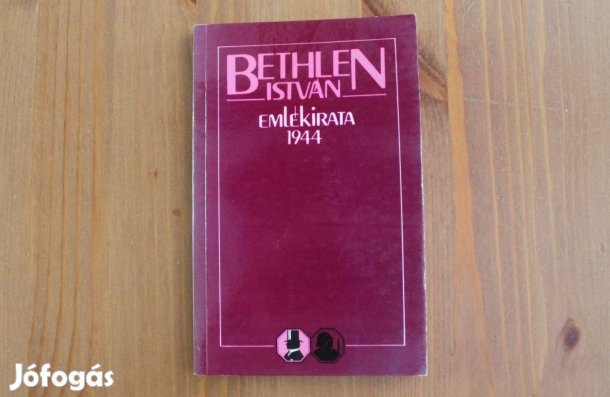 BETHLEN
ISTVÁN
EMLÉKIRATA
1944
Jófogás